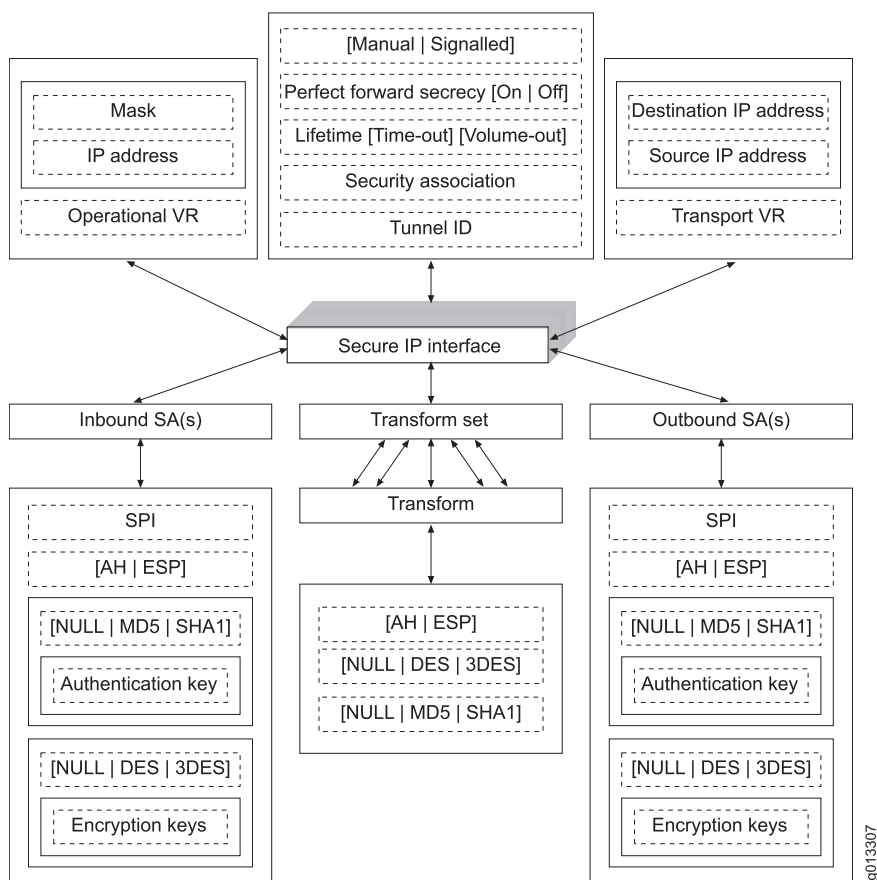 [Manual | Signalled]
Perfect forward secrecy [On | Off]
Lifetime [Time-out] [Volume-out]
Security association
Tunnel ID
Mask
IP address
Operational VR
Destination IP address
Source IP address
Transport VR
Secure IP interface
Inbound SA(s)
Transform set
Outbound SA(s)
SPI
[AH | ESP]
[NULL | MD5 | SHA1]
Authentication key
[NULL | DES | 3DES]
Encryption keys
Transform
[AH | ESP]
[NULL | DES | 3DES]
[NULL | MD5 | SHA1]
SPI
[AH | ESP]
[NULL | MD5 | SHA1]
Authentication key
[NULL | DES | 3DES]
Encryption keys
g013307